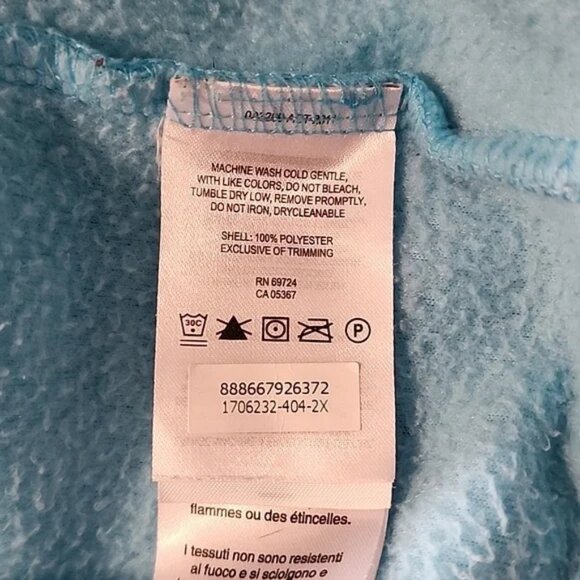 MACHINE WASH COLD GENTLE,
WITH LIKE COLORS, DO NOT BLEACH,
TUMBLE DRY LOW, REMOVE PROMPTLY,
DO NOT IRON, DRYCLEANABLE
SHELL: 100% POLYESTER
EXCLUSIVE OF TRIMMING
RN 69724
CA 05367
30C P
888667926372
1706232-404-2X
flammes ou des étincelles.
I tessuti non sono resistenti
al fuoco e si sciolgono e